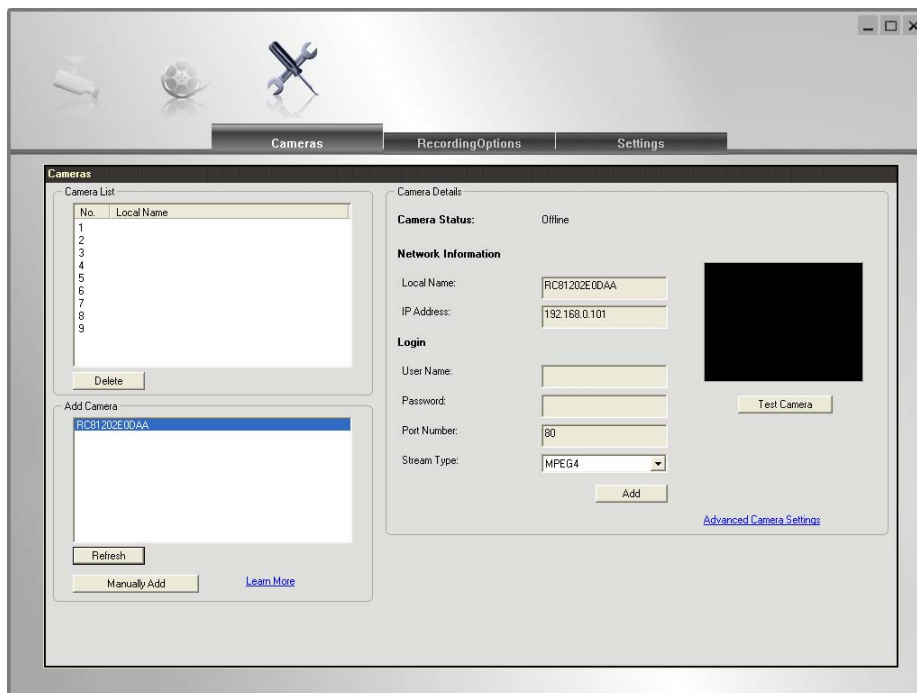 Cameras
RecordingOptions
Settings
Cameras
Camera List
No. Local Name
1
2
3
4
5
6
7
8
9
Delete
Add Camera
RC81202E0DAA
Refresh
Manually Add
Learn More
Camera Details
Camera Status: Offline
Network Information
Local Name: RC81202E0DAA
IP Address: 192.168.0.101
Login
User Name:
Password:
Port Number: 80
Stream Type: MPEG4
Add
Test Camera
Advanced Camera Settings